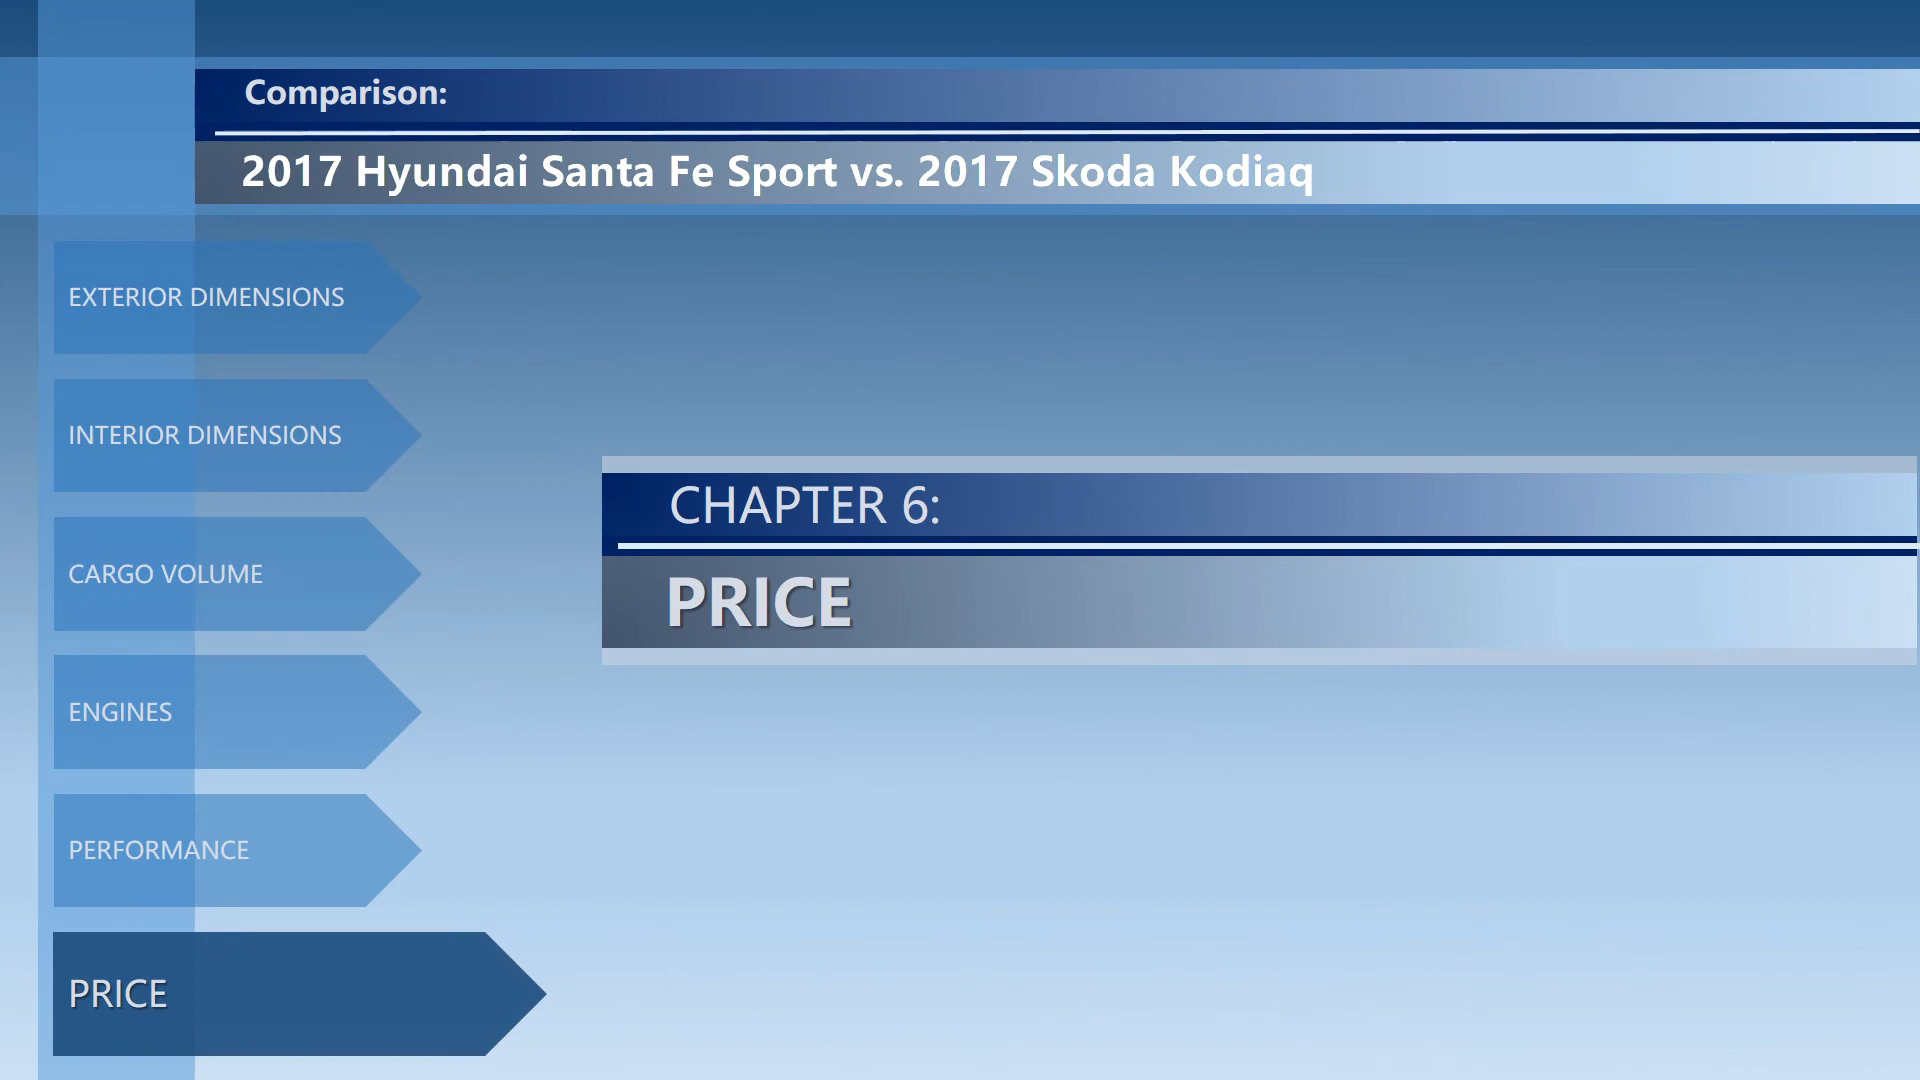 Comparison:
2017 Hyundai Santa Fe Sport vs. 2017 Skoda Kodiaq
EXTERIOR DIMENSIONS
INTERIOR DIMENSIONS
CARGO VOLUME
ENGINES
PERFORMANCE
PRICE
CHAPTER 6:
PRICE